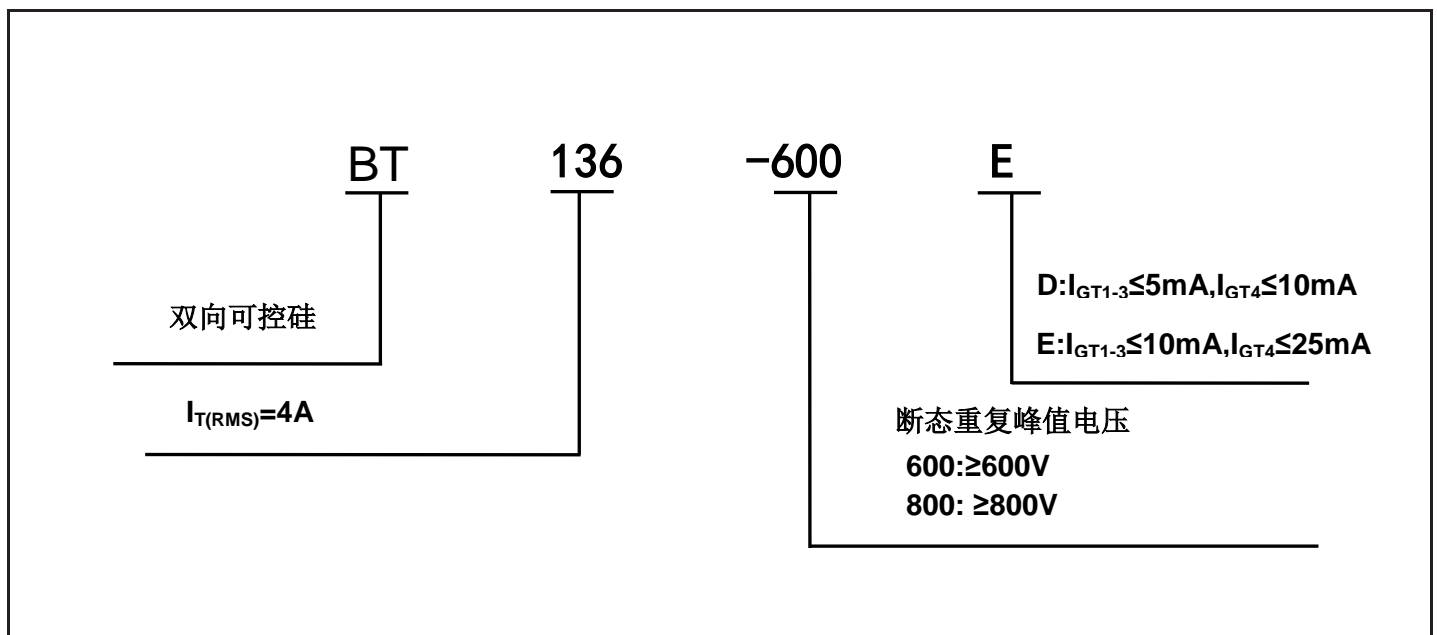 BT 136 -600 E
D:IGT1-3≤5mA,IGT4≤10mA
双向可控硅
E:IGT1-3≤10mA,IGT4≤25mA
IT(RMS)=4A
断态重复峰值电压
600:≥600V
800: ≥800V